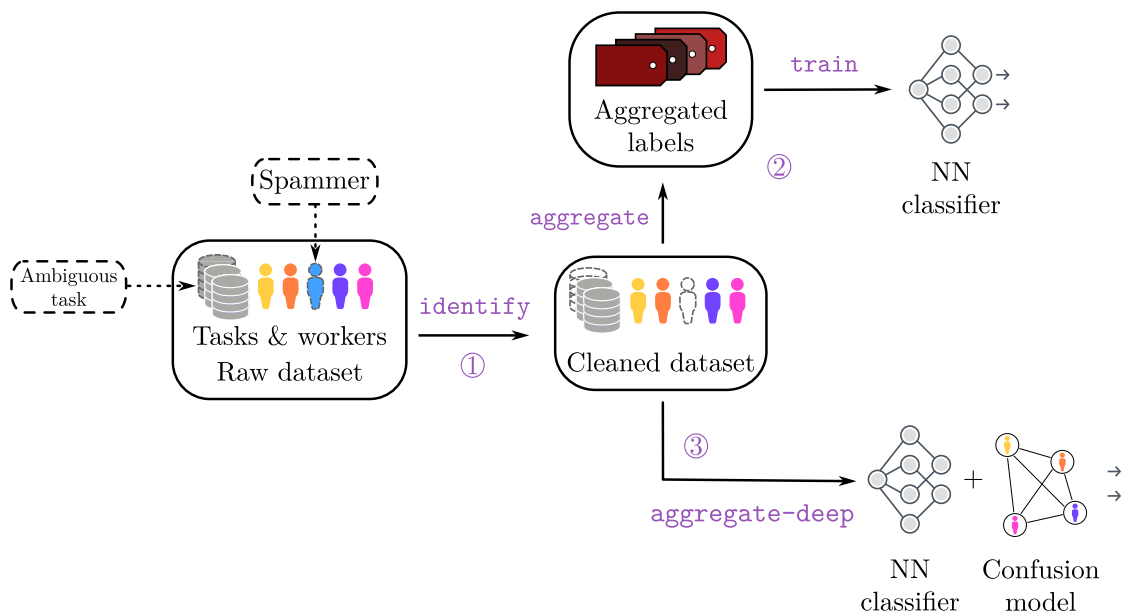 Aggregated
labels
train
②
NN
classifier
Spammer
aggregate
Ambiguous
task
Tasks & workers
Raw dataset
identify
①
Cleaned dataset
③
aggregate-deep
+
NN
classifier
Confusion
model